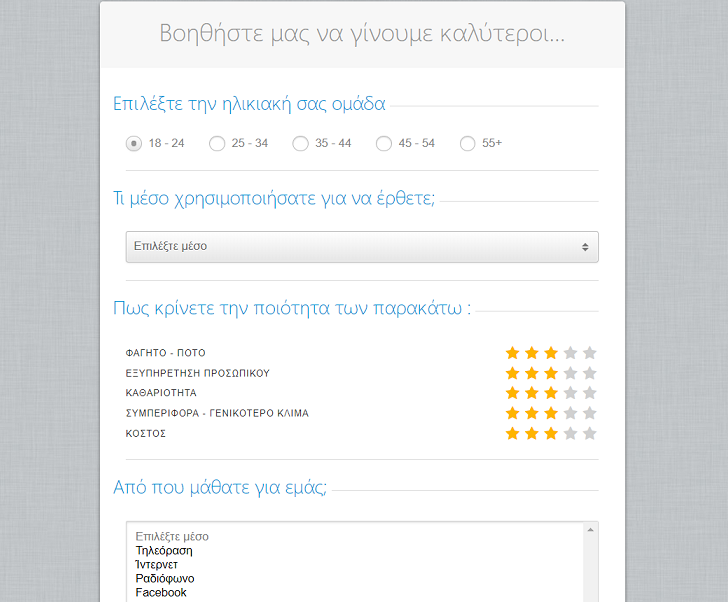 Βοηθήστε μας να γίνουμε καλύτεροι...
Επιλέξτε την ηλικιακή σας ομάδα
18 - 24 25 - 34 35 - 44 45 - 54 55+
Τι μέσο χρησιμοποιήσατε για να έρθετε;
Επιλέξτε μέσο
Πως κρίνετε την ποιότητα των παρακάτω :
ΦΑΓΗΤΟ - ΠΟΤΟ
ΕΞΥΠΗΡΕΤΗΣΗ ΠΡΟΣΩΠΙΚΟΥ
ΚΑΘΑΡΙΟΤΗΤΑ
ΣΥΜΠΕΡΙΦΟΡΑ - ΓΕΝΙΚΟΤΕΡΟ ΚΛΙΜΑ
ΚΟΣΤΟΣ
Από που μάθατε για εμάς;
Επιλέξτε μέσο
Τηλεόραση
Ίντερνετ
Ραδιόφωνο
Facebook